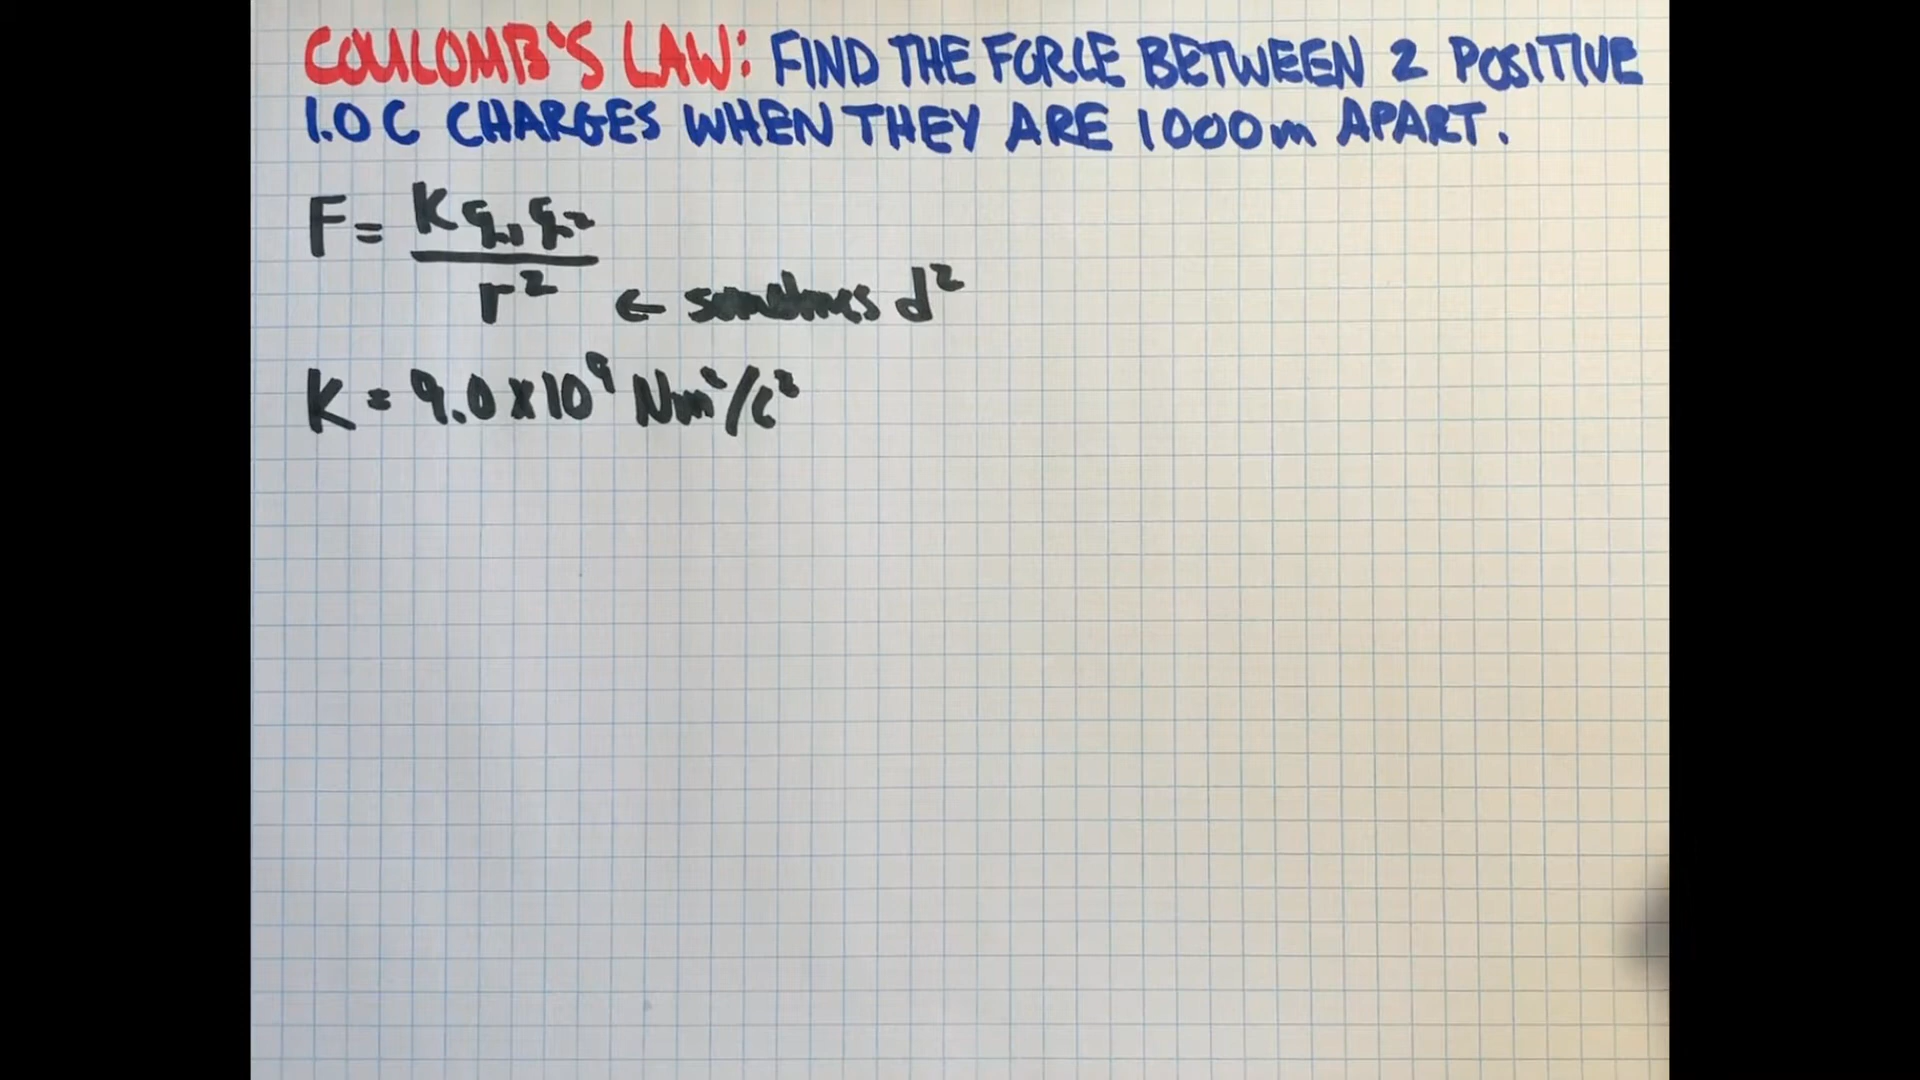 COULOMB'S LAW: FIND THE FORCE BETWEEN 2 POSITIVE
1.0 C CHARGES WHEN THEY ARE 1000m APART.
F = Kq₁q₂ / r² ← sometimes d²
K = 9.0 x 10⁹ Nm²/C²